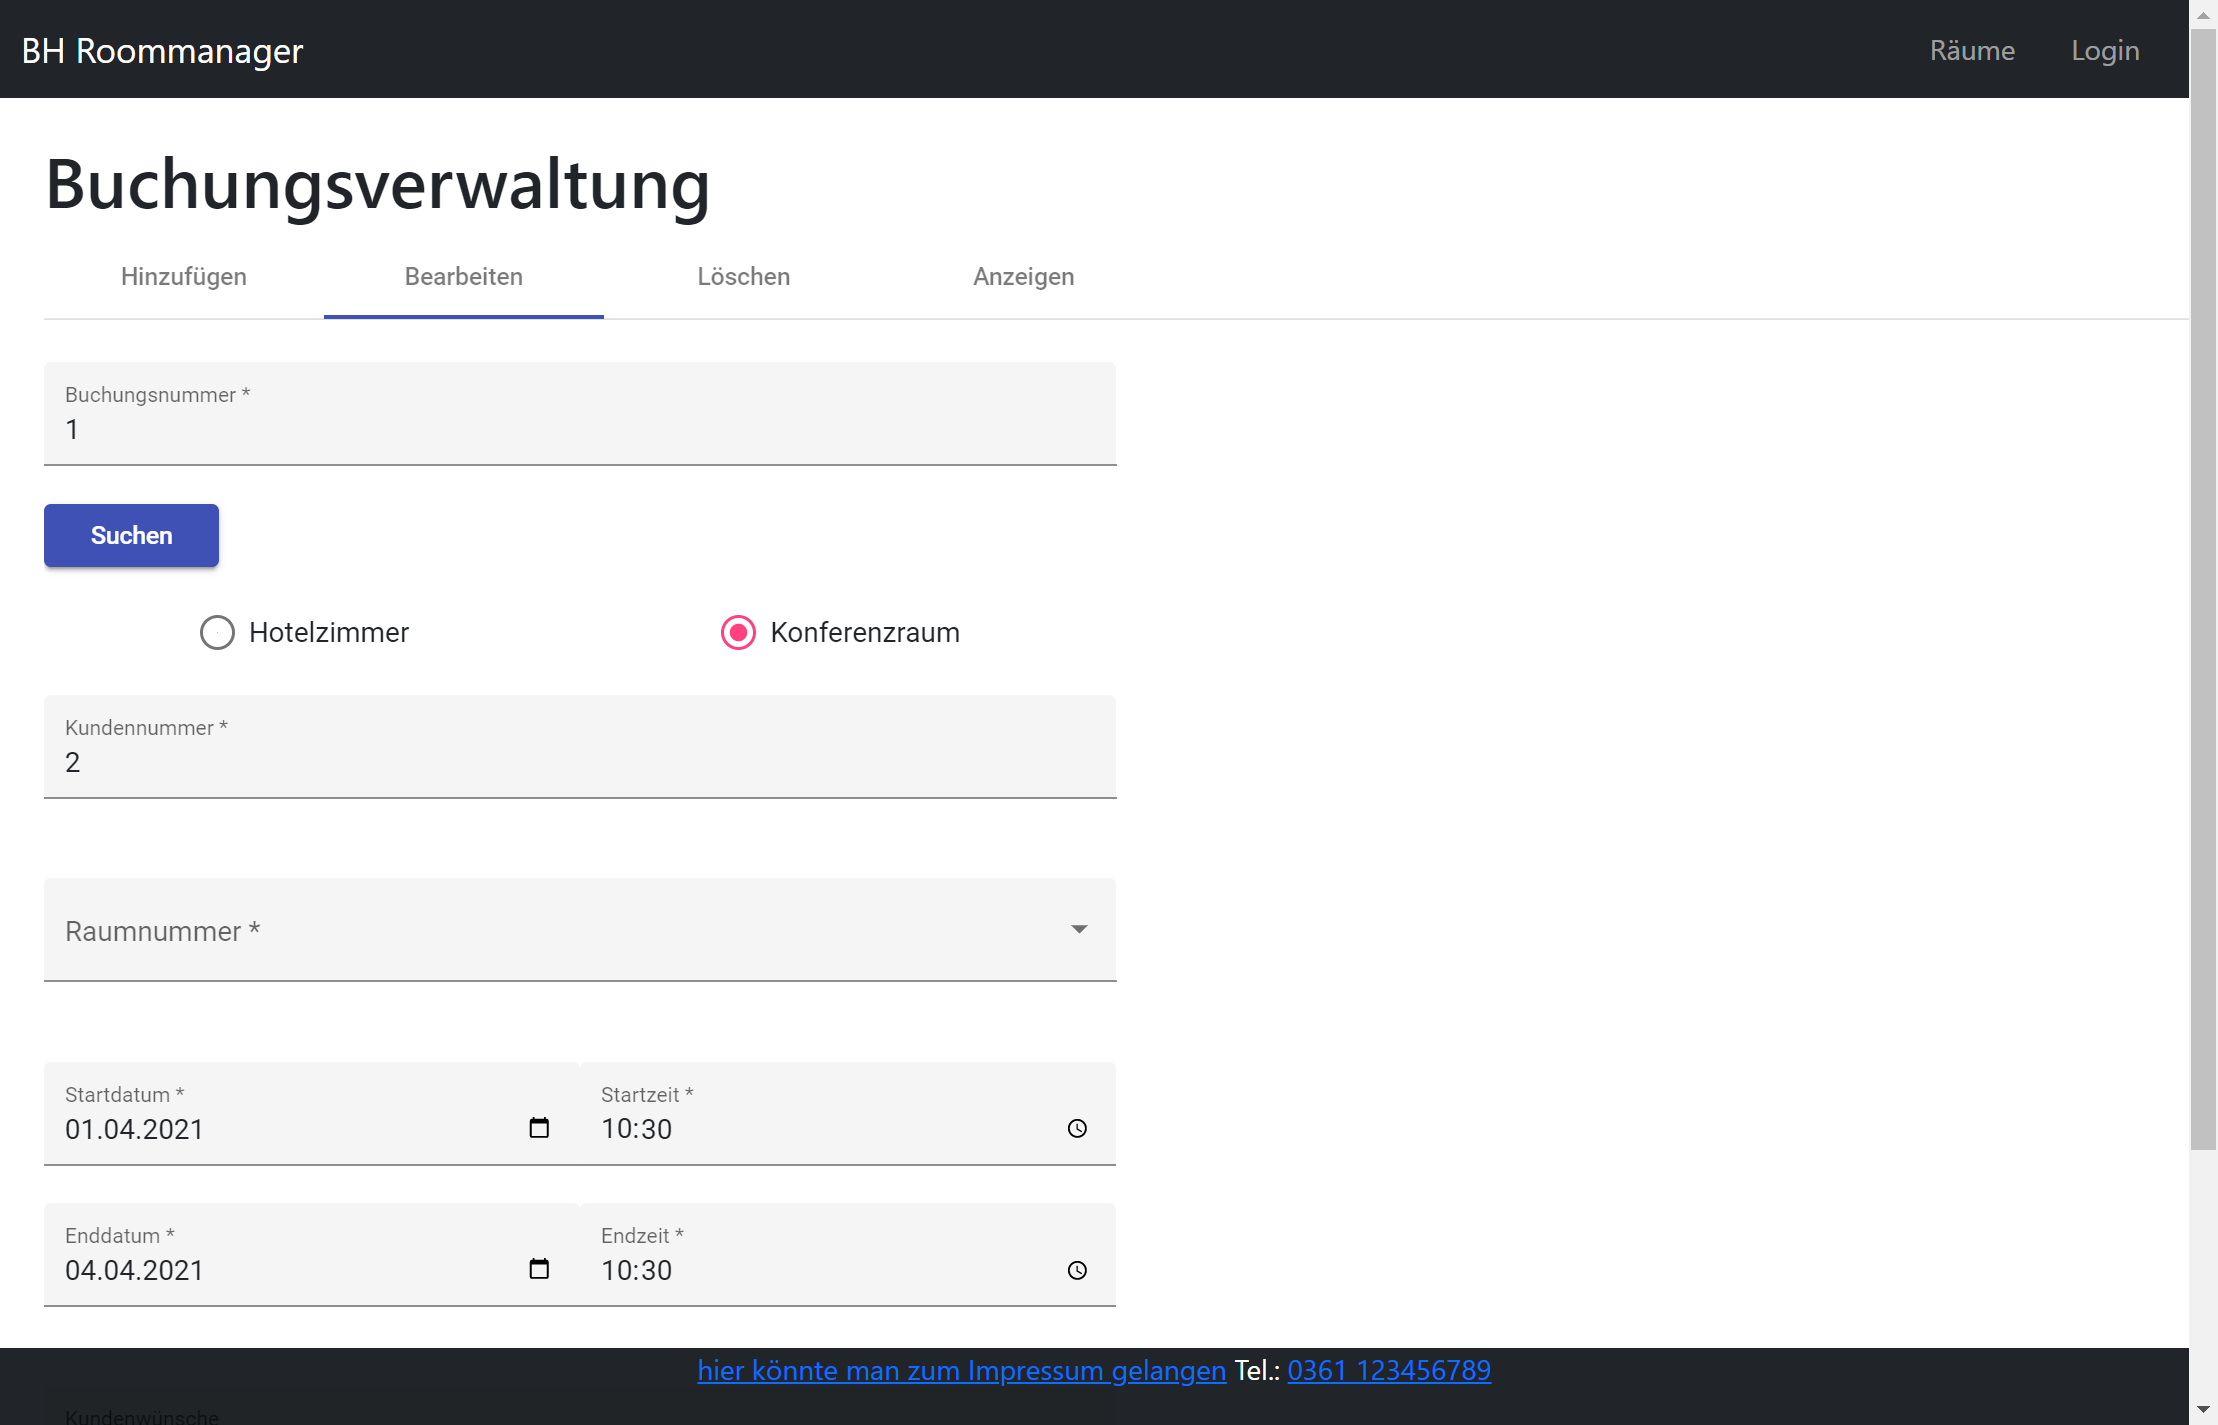 BH Roommanager
Räume Login
Buchungsverwaltung
Hinzufügen Bearbeiten Löschen Anzeigen
Buchungsnummer *
1
Suchen
Hotelzimmer Konferenzraum
Kundennummer *
2
Raumnummer *
Startdatum * Startzeit *
01.04.2021 10:30
Enddatum * Endzeit *
04.04.2021 10:30
hier könnte man zum Impressum gelangen Tel.: 0361 123456789
Kundenwünsche